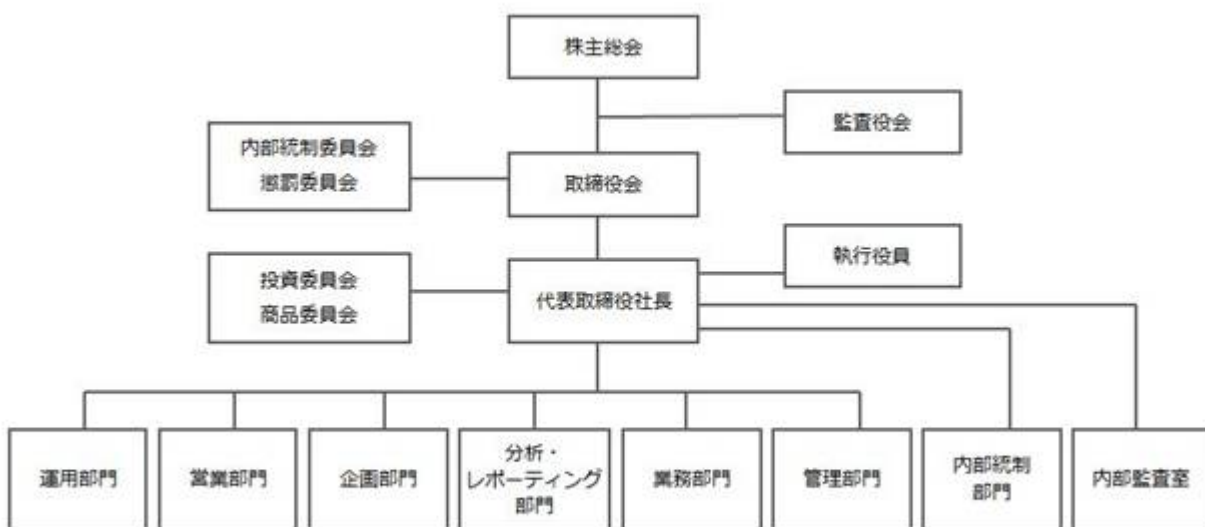 株主総会
監査役会
内部統制委員会
懲罰委員会
取締役会
執行役員
投資委員会
商品委員会
代表取締役社長
運用部門
営業部門
企画部門
分析・
レポーティング
部門
業務部門
管理部門
内部統制
部門
内部監査室